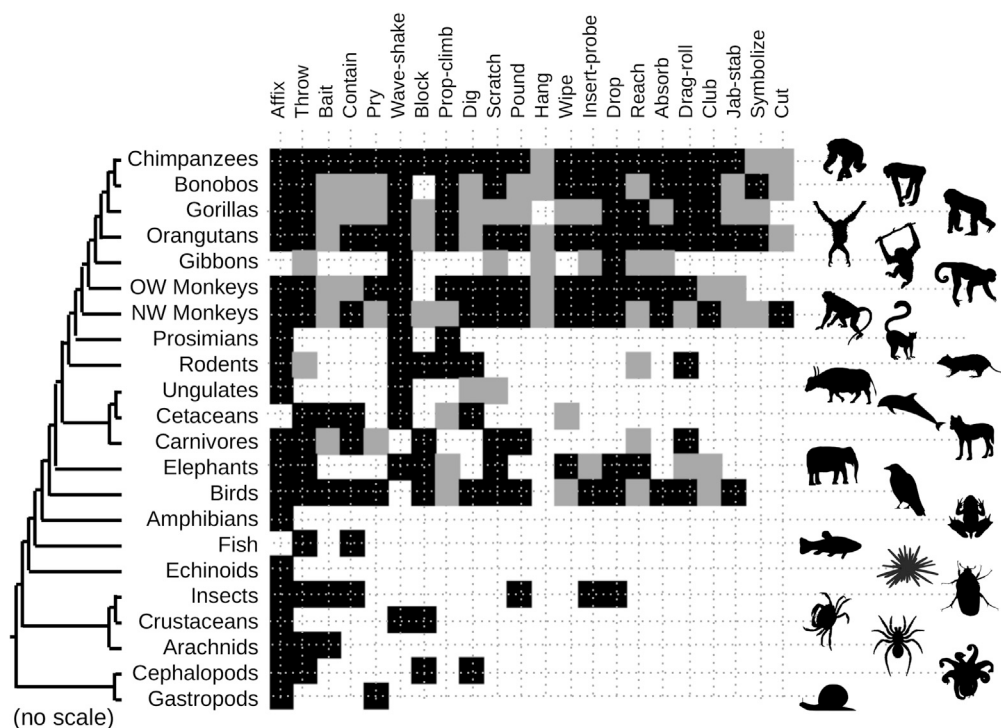 Affix
Throw
Bait
Contain
Pry
Wave-shake
Block
Prop-climb
Dig
Scratch
Pound
Hang
Wipe
Insert-probe
Drop
Reach
Absorb
Drag-roll
Club
Jab-stab
Symbolize
Cut
Chimpanzees
Bonobos
Gorillas
Orangutans
Gibbons
OW Monkeys
NW Monkeys
Prosimians
Rodents
Ungulates
Cetaceans
Carnivores
Elephants
Birds
Amphibians
Fish
Echinoids
Insects
Crustaceans
Arachnids
Cephalopods
Gastropods
(no scale)